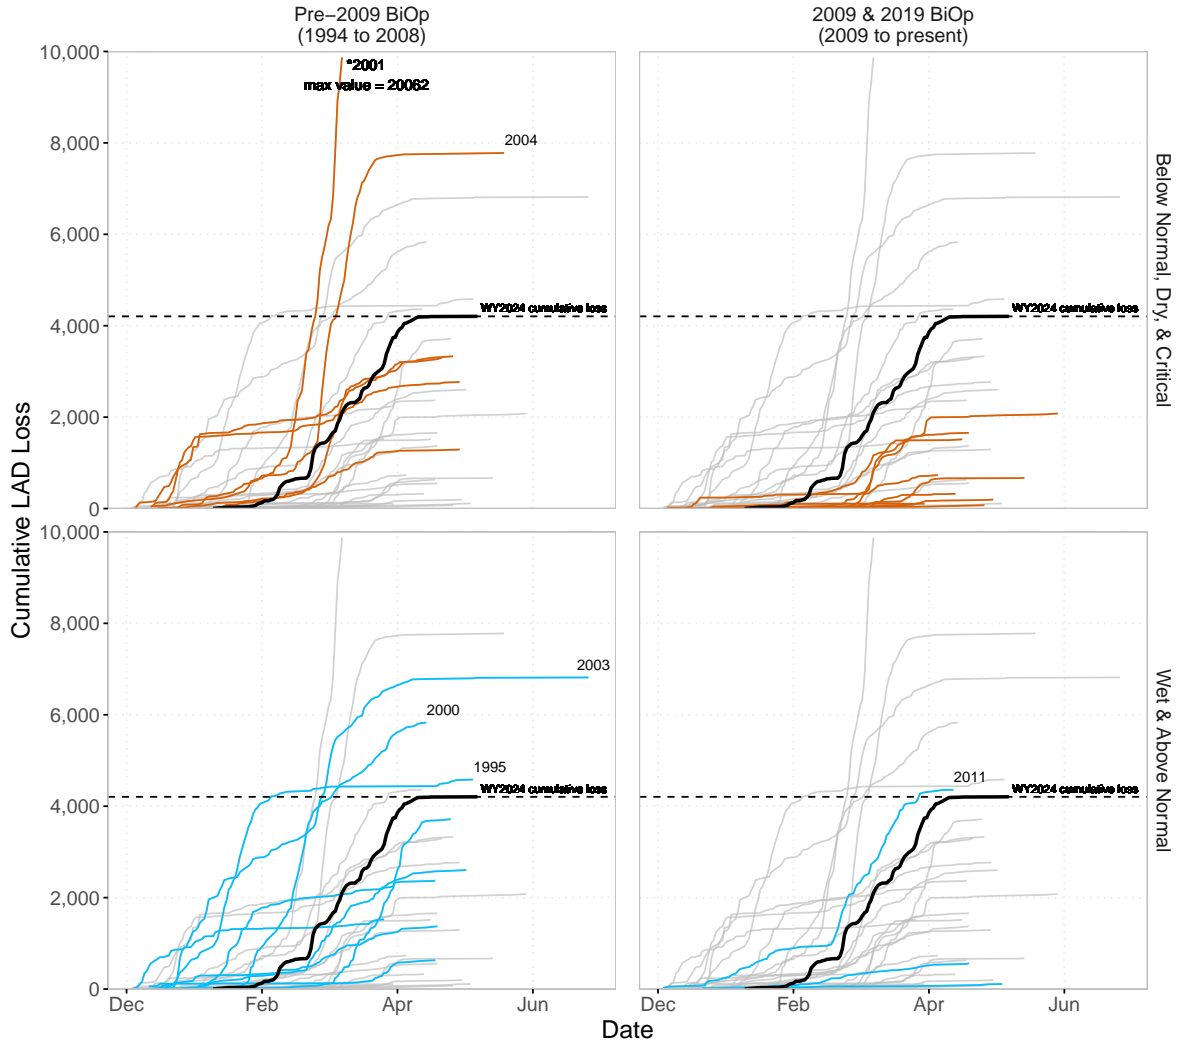 Pre−2009 BiOp
(1994 to 2008)
2009 & 2019 BiOp
(2009 to present)
10,000
8,000
6,000
4,000
2,000
0
*2001
max value = 20062
2004
WY2024 cumulative loss
WY2024 cumulative loss
Below Normal, Dry, & Critical
Cumulative LAD Loss
10,000
8,000
6,000
4,000
2,000
0
2003
2000
1995
WY2024 cumulative loss
2011
WY2024 cumulative loss
Wet & Above Normal
Dec
Feb
Apr
Jun
Dec
Feb
Apr
Jun
Date